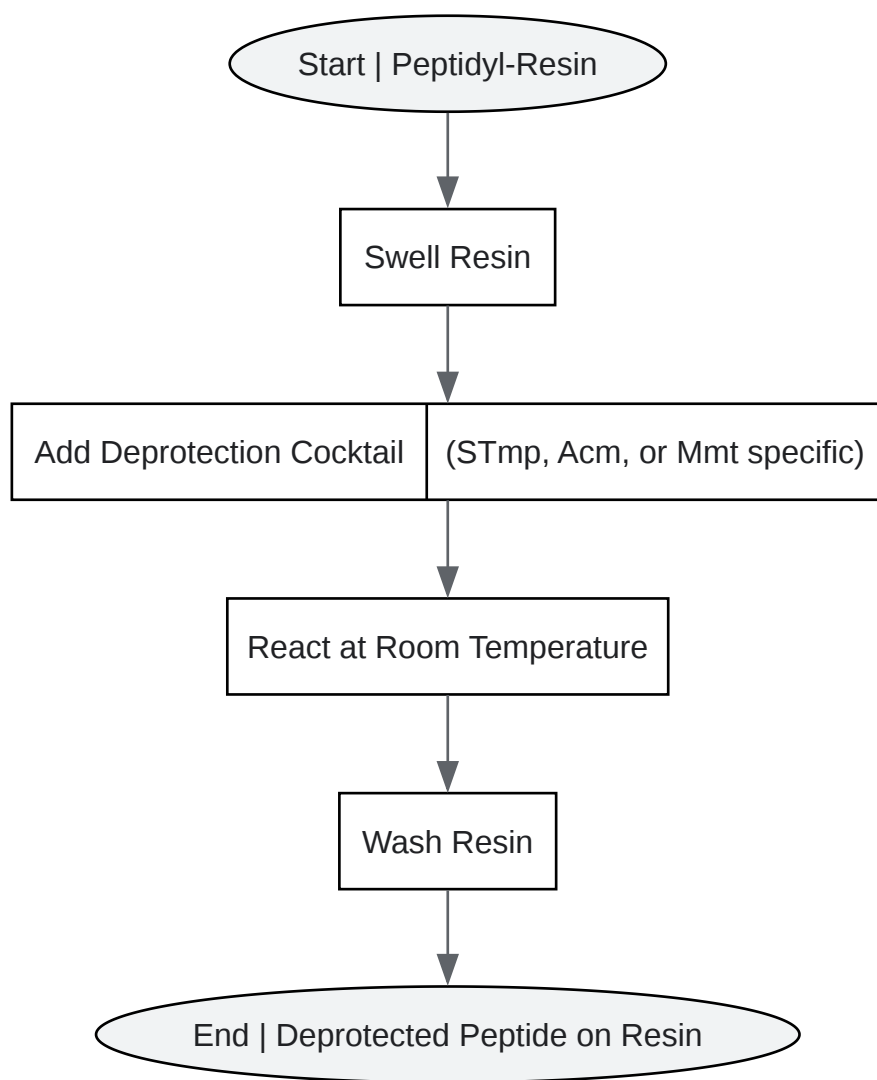 Start | Peptidyl-Resin
Swell Resin
Add Deprotection Cocktail
(STmp, Acm, or Mmt specific)
React at Room Temperature
Wash Resin
End | Deprotected Peptide on Resin